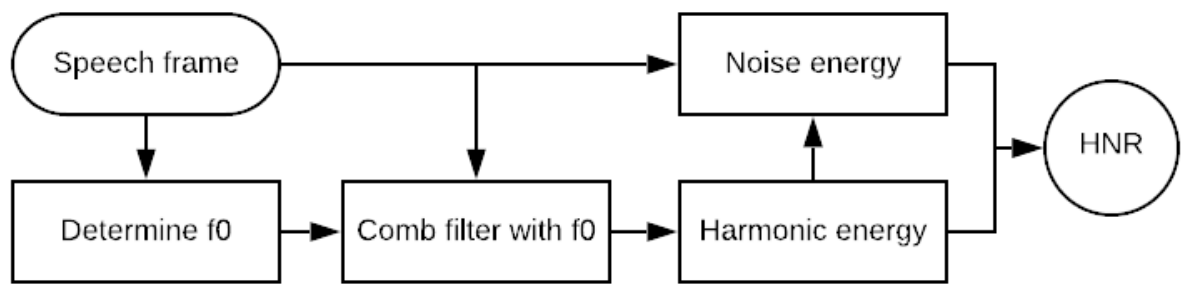 Speech frame
Noise energy
HNR
Determine f0
Comb filter with f0
Harmonic energy